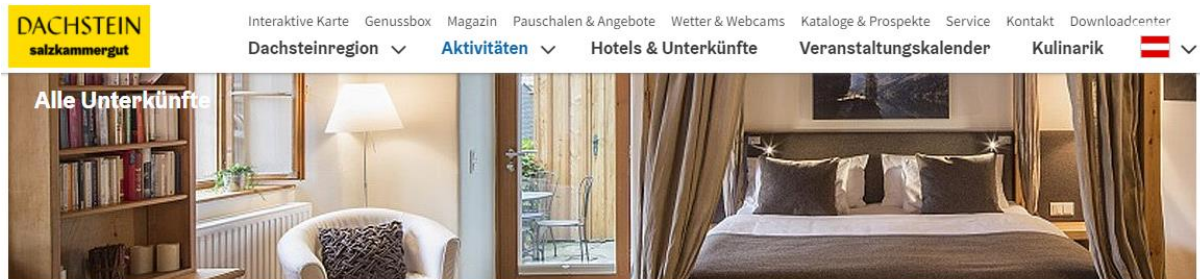 DACHSTEIN
salzkammergut
Interaktive Karte Genussbox Magazin Pauschalen & Angebote Wetter & Webcams Kataloge & Prospekte Service Kontakt Downloadcenter
Dachsteinregion Aktivitäten Hotels & Unterkünfte Veranstaltungskalender Kulinarik
Alle Unterkünfte